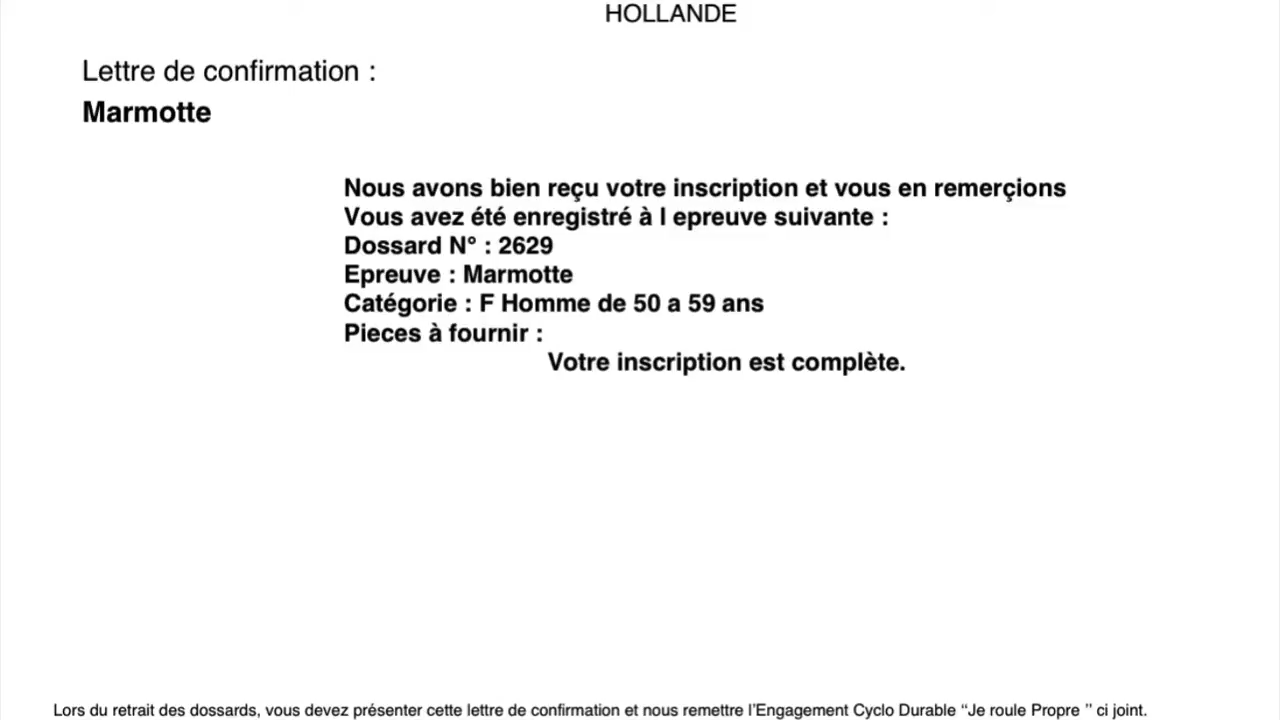 HOLLANDE
Lettre de confirmation :
Marmotte
Nous avons bien reçu votre inscription et vous en remerçions
Vous avez été enregistré à l epreuve suivante :
Dossard N° : 2629
Epreuve : Marmotte
Catégorie : F Homme de 50 a 59 ans
Pieces à fournir :
Votre inscription est complète.
Lors du retrait des dossards, vous devez présenter cette lettre de confirmation et nous remettre l’Engagement Cyclo Durable “Je roule Propre ” ci joint.